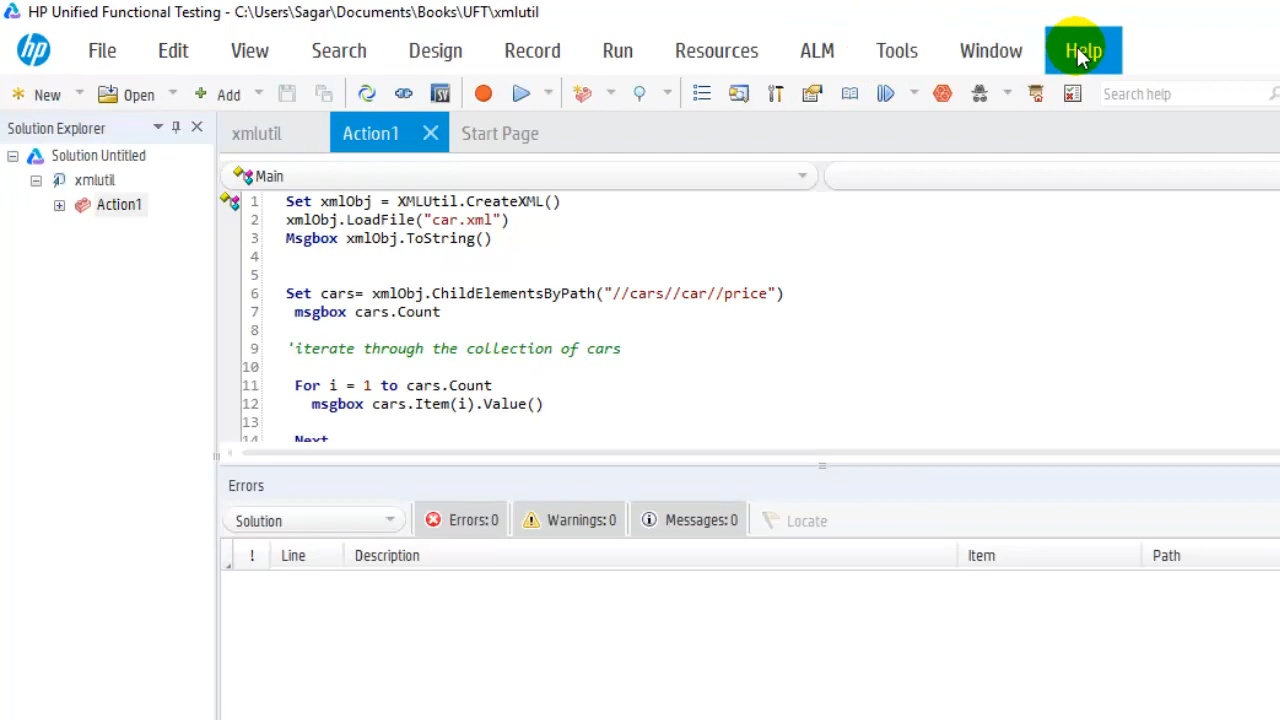 HP Unified Functional Testing - C:\Users\Sagar\Documents\Books\UFT\xmlutil
hp File Edit View Search Design Record Run Resources ALM Tools Window Help
New Open Add SV Search help
Solution Explorer
xmlutil Action1 Start Page
Solution Untitled
xmlutil
Action1
Main
1 Set xmlObj = XMLUtil.CreateXML()
2 xmlObj.LoadFile("car.xml")
3 Msgbox xmlObj.ToString()
4
5
6 Set cars= xmlObj.ChildElementsByPath("//cars//car//price")
7 msgbox cars.Count
8
9 'iterate through the collection of cars
10
11 For i = 1 to cars.Count
12 msgbox cars.Item(i).Value()
13
14 Next
Errors
Solution Errors: 0 Warnings: 0 Messages: 0 Locate
! Line Description Item Path